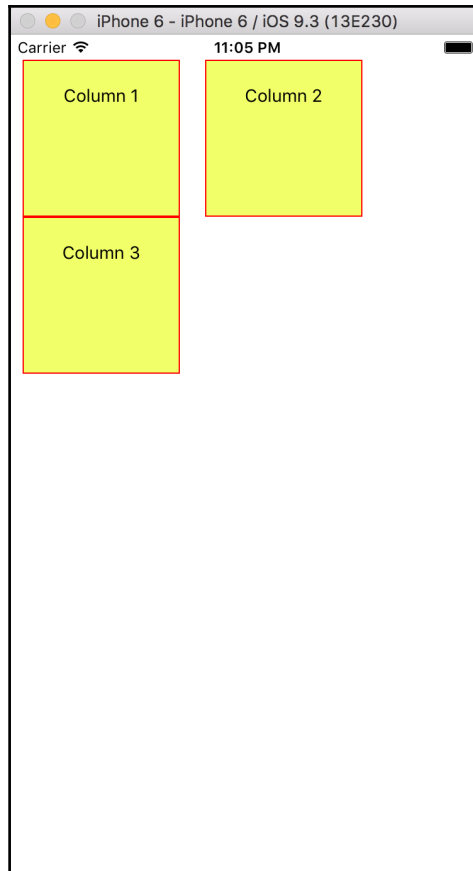 iPhone 6 - iPhone 6 / iOS 9.3 (13E230)
Carrier 11:05 PM
Column 1 Column 2
Column 3